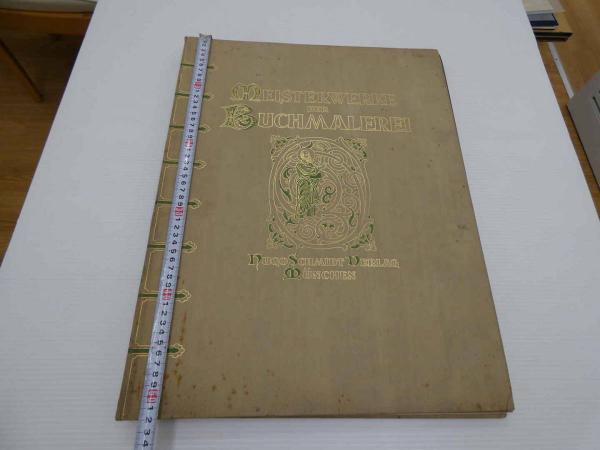 MEISTERWERKE
DER
BUCHMALEREI
HUGO SCHMIDT VERLAG
MÜNCHEN